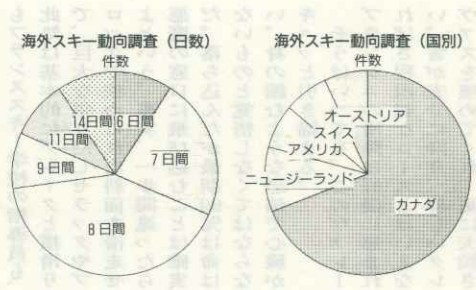 海外スキー動向調査（日数）
件数
6日間
7日間
8日間
9日間
11日間
14日間
海外スキー動向調査（国別）
件数
カナダ
ニュージーランド
アメリカ
スイス
オーストリア